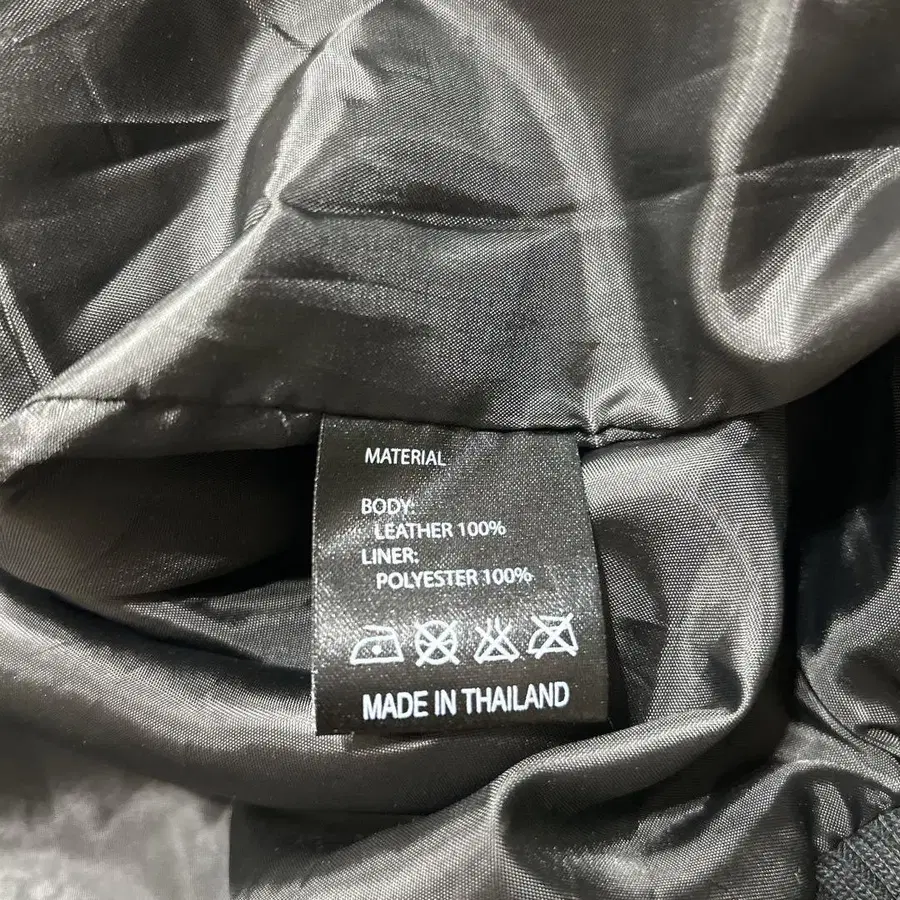 MATERIAL
BODY:
LEATHER 100%
LINER:
POLYESTER 100%
MADE IN THAILAND